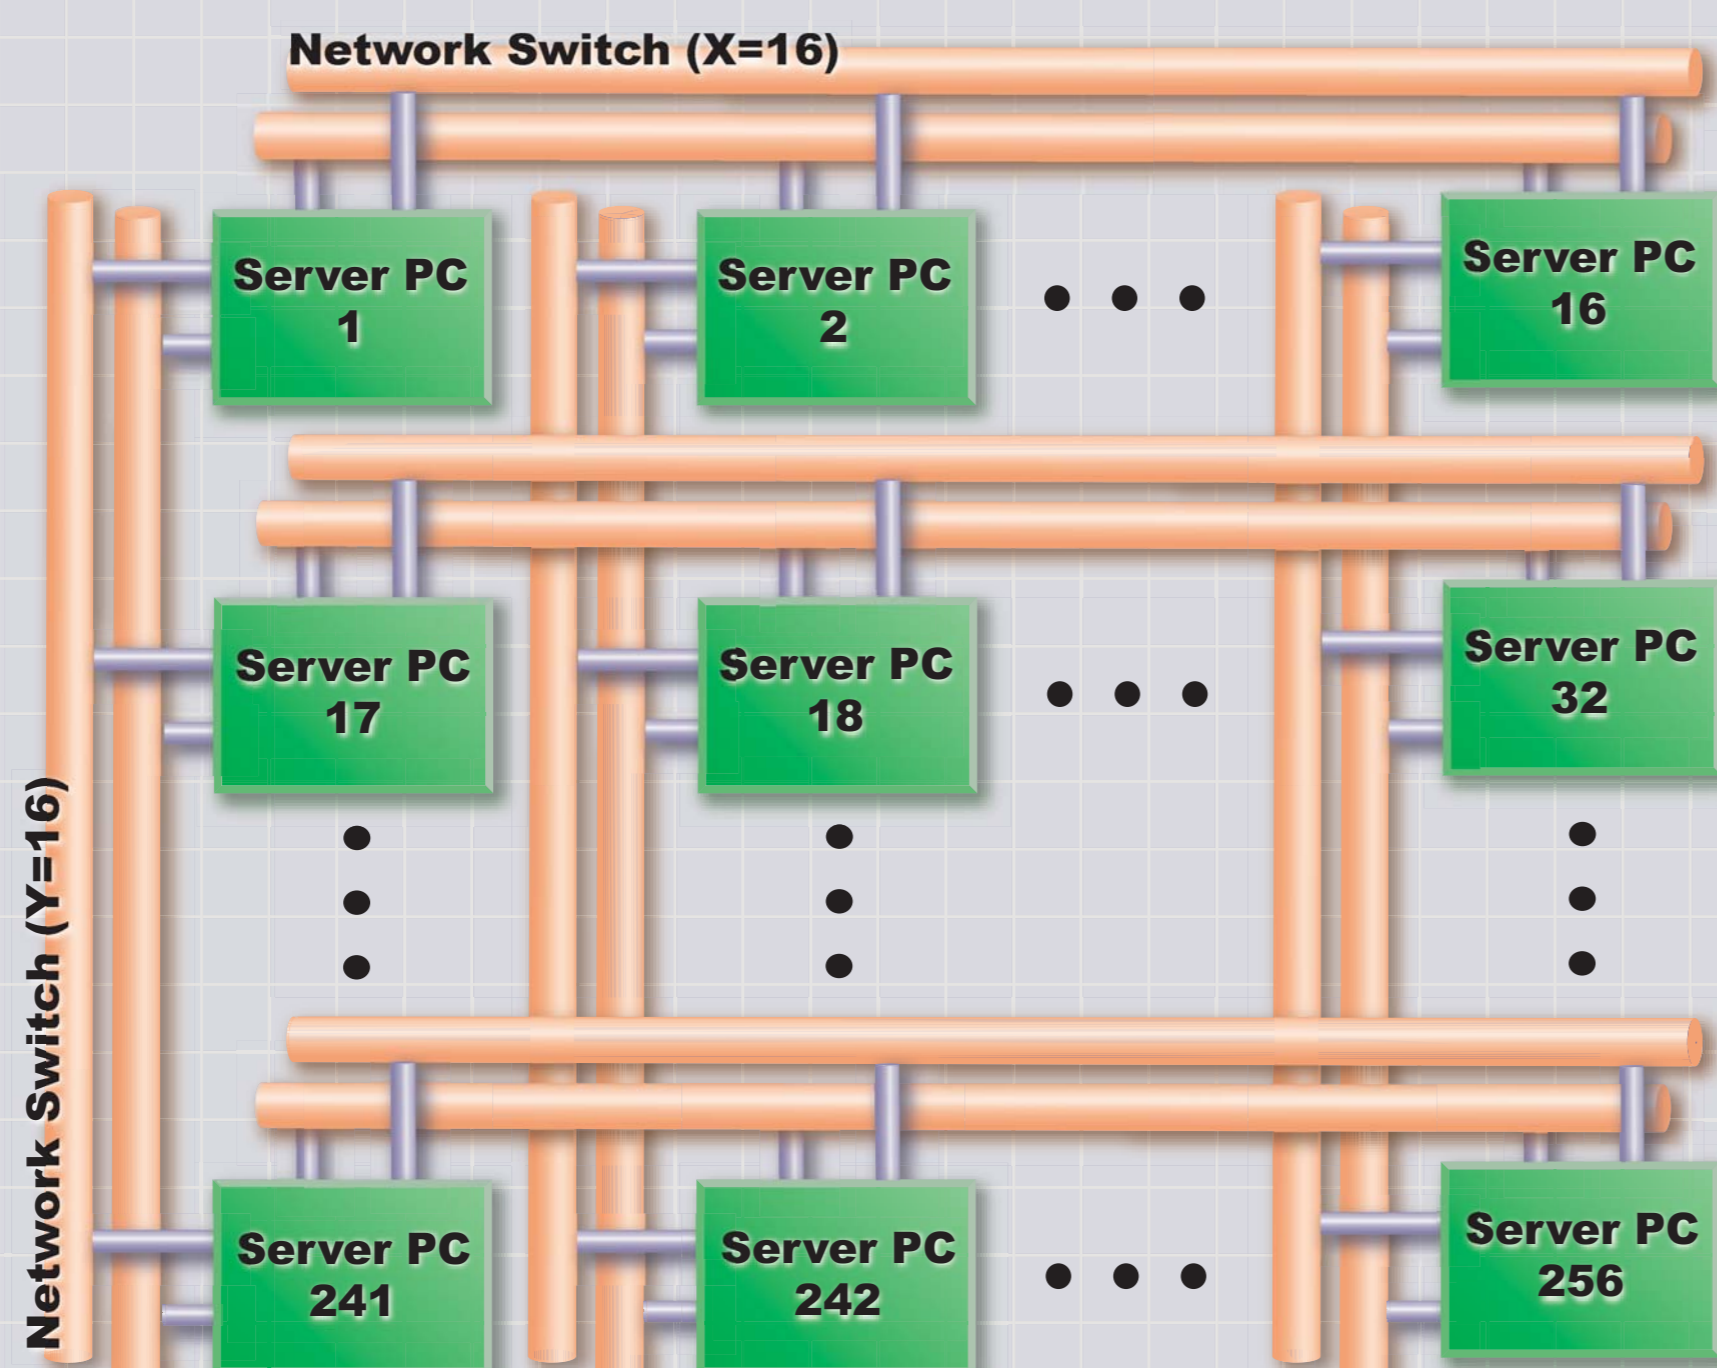 Network Switch (X=16)
Server PC
1
Server PC
2
Server PC
16
Server PC
17
Server PC
18
Server PC
32
Network Switch (Y=16)
Server PC
241
Server PC
242
Server PC
256